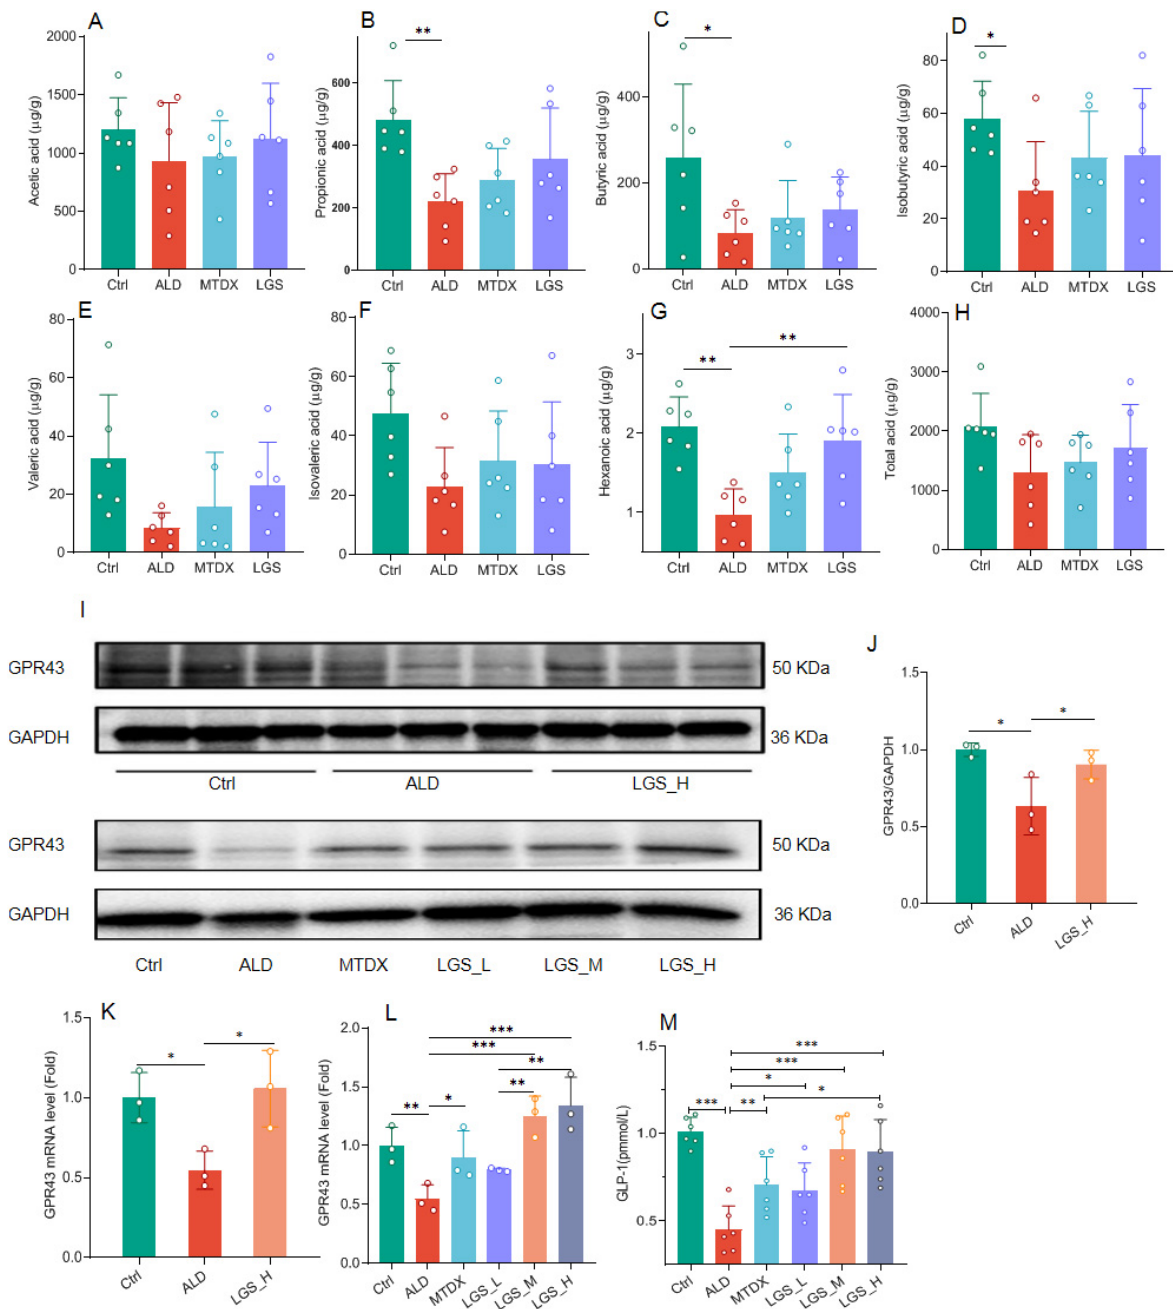 A
Acetic acid (μg/g)
2000
1500
1000
500
0
Ctrl ALD MTDX LGS
B
Propionic acid (μg/g)
**
600
400
200
0
Ctrl ALD MTDX LGS
C
Butyric acid (μg/g)
*
400
200
0
Ctrl ALD MTDX LGS
D
Isobutyric acid (μg/g)
*
80
60
40
20
0
Ctrl ALD MTDX LGS
E
Valeric acid (μg/g)
80
60
40
20
0
Ctrl ALD MTDX LGS
F
Isovaleric acid (μg/g)
80
60
40
20
0
Ctrl ALD MTDX LGS
G
Hexanoic acid (μg/g)
** **
3
2
1
Ctrl ALD MTDX LGS
H
Total acid (μg/g)
4000
3000
2000
1000
0
Ctrl ALD MTDX LGS
I
GPR43 50 KDa
GAPDH 36 KDa
Ctrl ALD LGS_H
GPR43 50 KDa
GAPDH 36 KDa
Ctrl ALD MTDX LGS_L LGS_M LGS_H
J
GPR43/GAPDH
* *
1.5
1.0
0.5
0.0
Ctrl ALD LGS_H
K
GPR43 mRNA level (Fold)
* *
1.5
1.0
0.5
0.0
Ctrl ALD LGS_H
L
GPR43 mRNA level (Fold)
***
***
**
** * **
2.0
1.5
1.0
0.5
0.0
Ctrl ALD MTDX LGS_L LGS_M LGS_H
M
GLP-1(pmmol/L)
***
***
* *
*** **
1.5
1.0
0.5
Ctrl ALD MTDX LGS_L LGS_M LGS_H